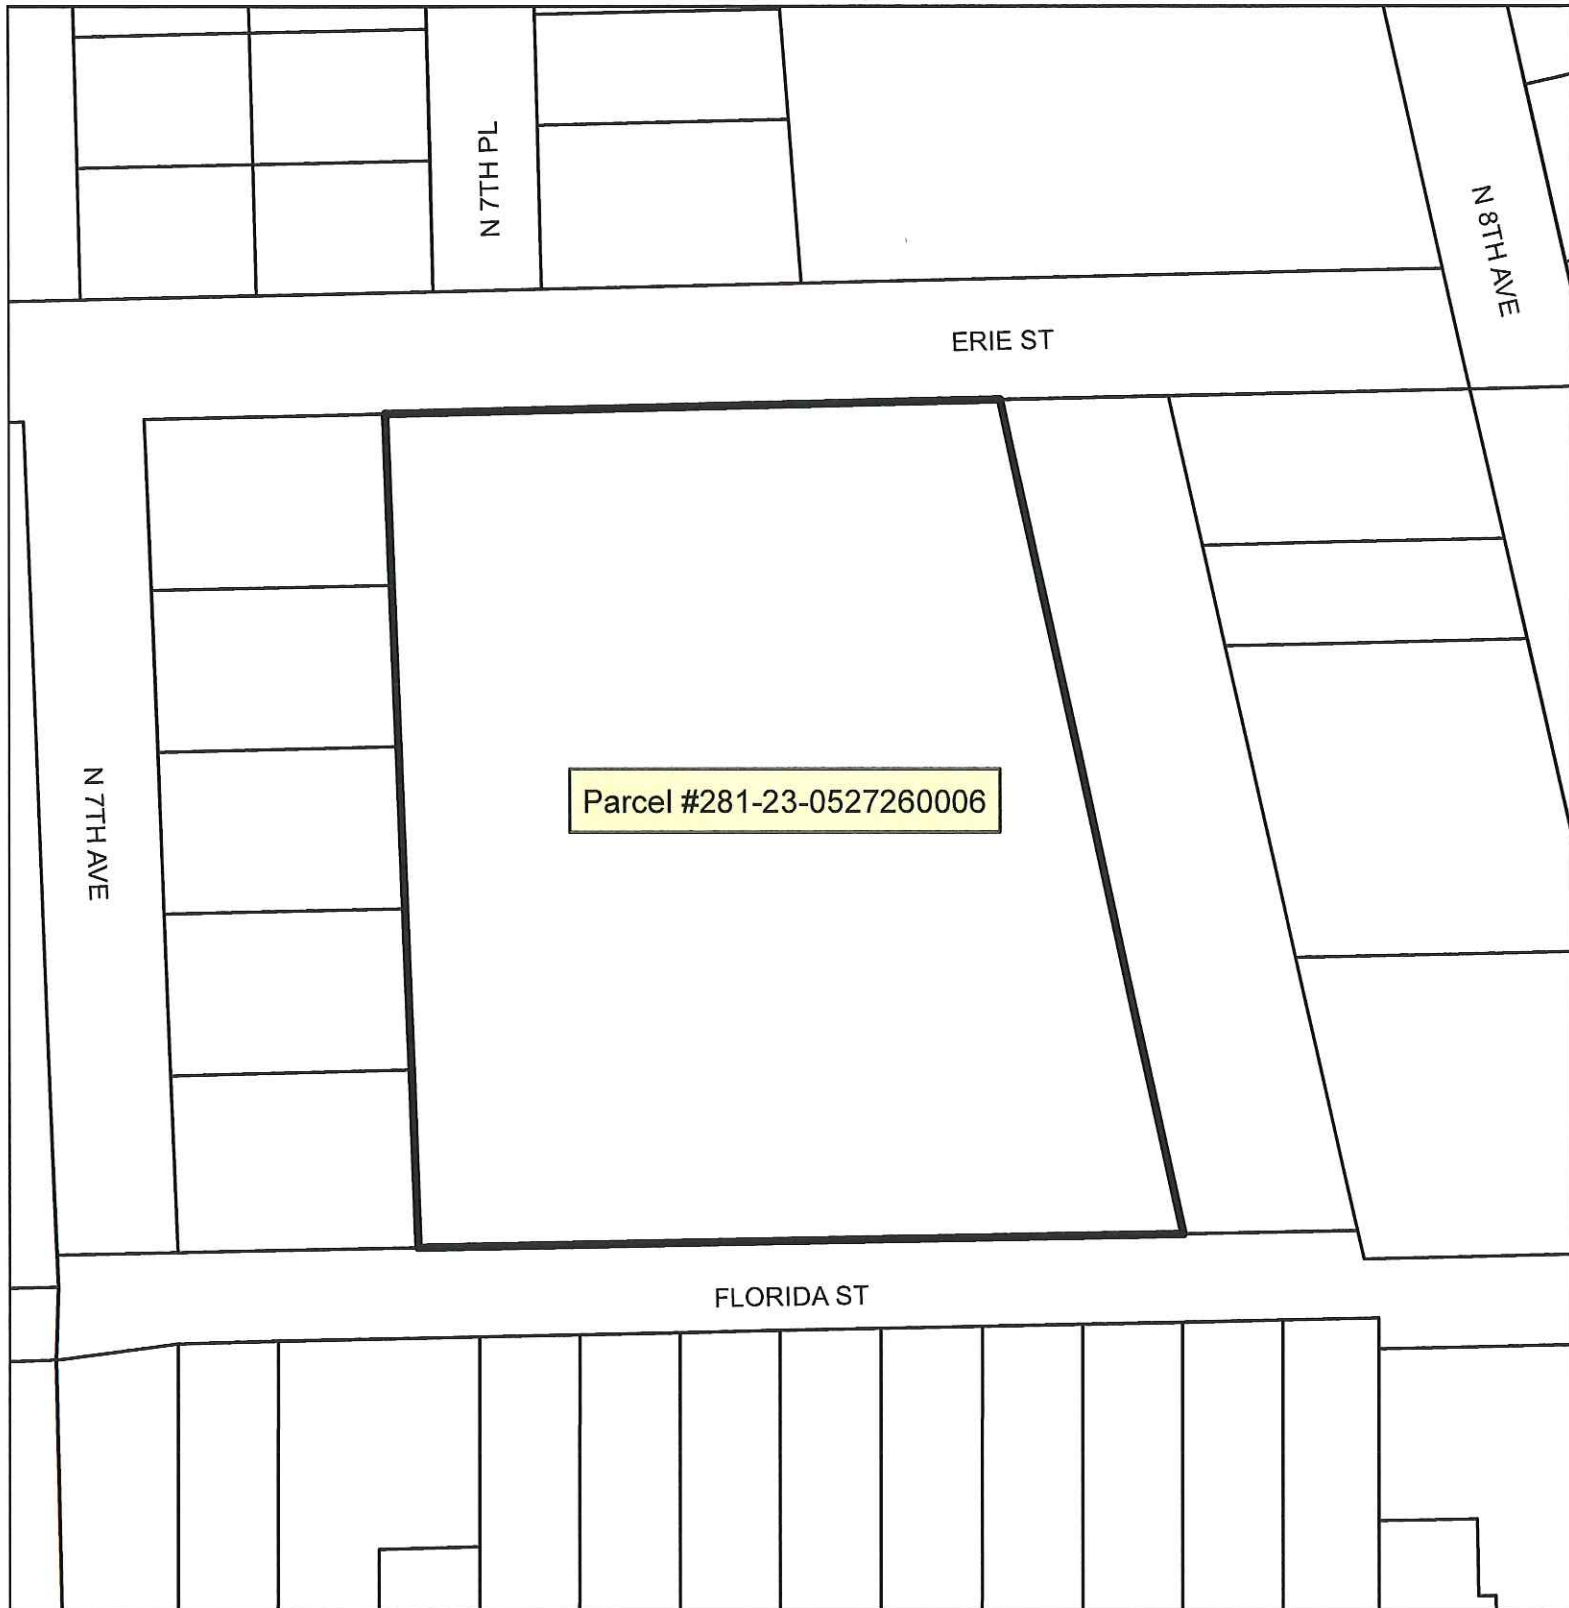 N 7TH PL
N 8TH AVE
ERIE ST
Parcel #281-23-0527260006
N 7TH AVE
FLORIDA ST